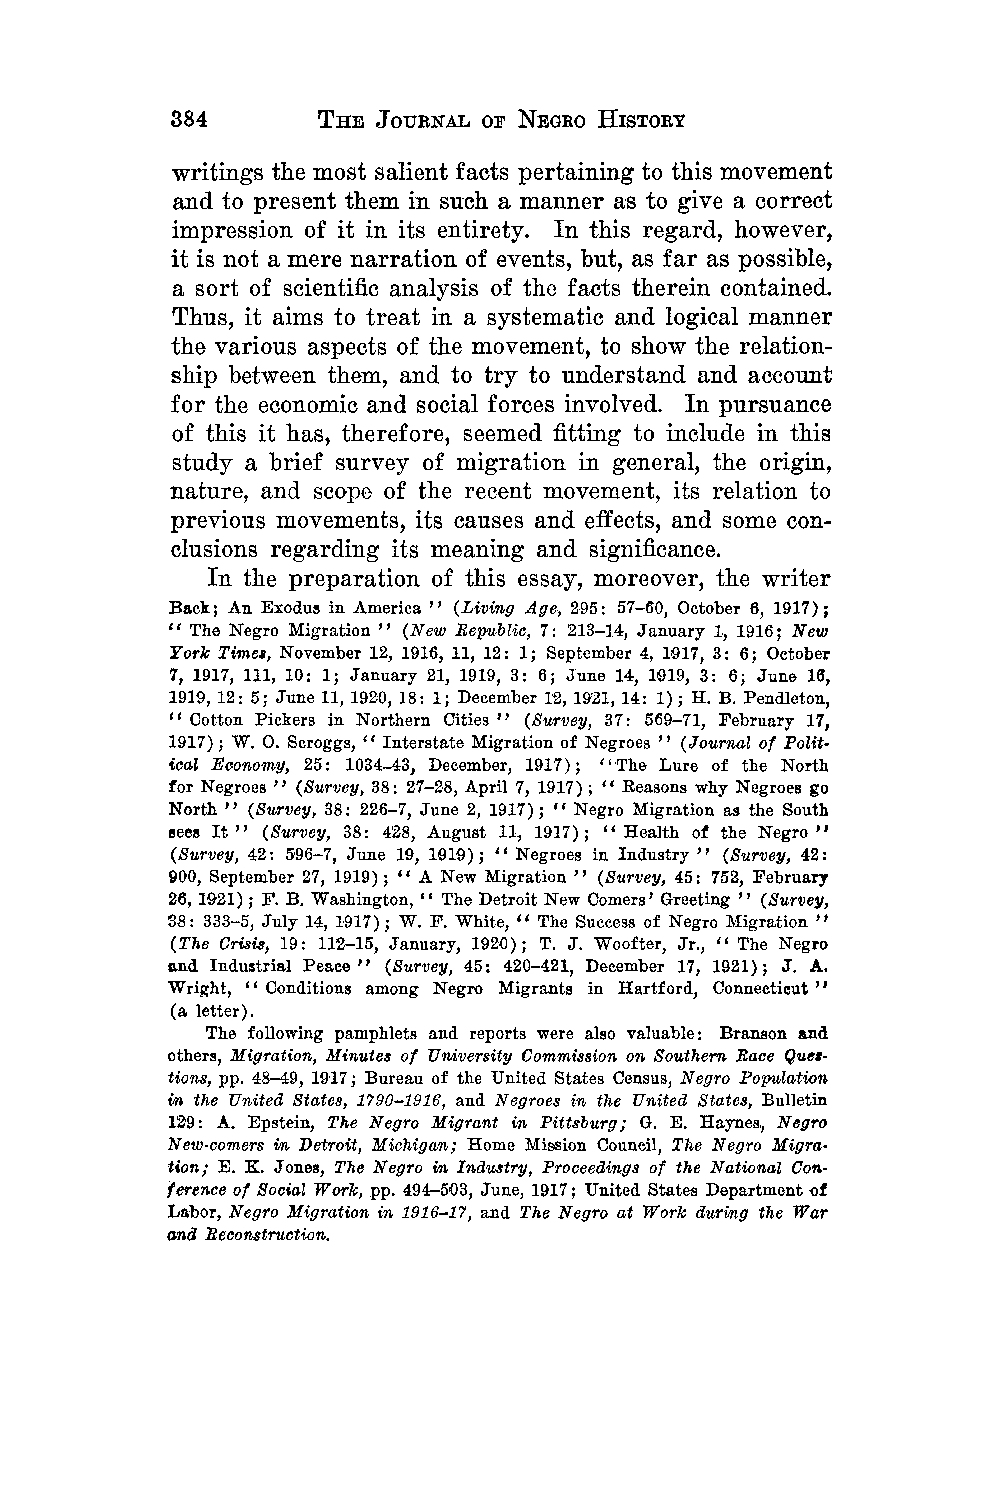 384 THE JOURNAL OF NEGRO HISTORY
writings the most salient facts pertaining to this movement
and to present them in such a manner as to give a correct
impression of it in its entirety. In this regard, however,
it is not a mere narration of events, but, as far as possible,
a sort of scientific analysis of the facts therein contained.
Thus, it aims to treat in a systematic and logical manner
the various aspects of the movement, to show the relation-
ship between them, and to try to understand and account
for the economic and social forces involved. In pursuance
of this it has, therefore, seemed fitting to include in this
study a brief survey of migration in general, the origin,
nature, and scope of the recent movement, its relation to
previous movements, its causes and effects, and some con-
clusions regarding its meaning and significance.
In the preparation of this essay, moreover, the writer
Back; An Exodus in America '' (Living Age, 295: 57–60, October 6, 1917);
'' The Negro Migration '' (New Republic, 7: 213–14, January 1, 1916; New
York Times, November 12, 1916, 11, 12: 1; September 4, 1917, 3: 6; October
7, 1917, 111, 10: 1; January 21, 1919, 3: 6; June 14, 1919, 3: 6; June 16,
1919, 12: 5; June 11, 1920, 18: 1; December 12, 1921, 14: 1); H. B. Pendleton,
'' Cotton Pickers in Northern Cities '' (Survey, 37: 569–71, February 17,
1917); W. O. Scroggs, '' Interstate Migration of Negroes '' (Journal of Polit-
ical Economy, 25: 1034–43, December, 1917); ''The Lure of the North
for Negroes '' (Survey, 38: 27–28, April 7, 1917); '' Reasons why Negroes go
North '' (Survey, 38: 226–7, June 2, 1917); '' Negro Migration as the South
sees It '' (Survey, 38: 428, August 11, 1917); '' Health of the Negro ''
(Survey, 42: 596–7, June 19, 1919); '' Negroes in Industry '' (Survey, 42:
900, September 27, 1919); '' A New Migration '' (Survey, 45: 752, February
26, 1921); F. B. Washington, '' The Detroit New Comers' Greeting '' (Survey,
38: 333–5, July 14, 1917); W. F. White, '' The Success of Negro Migration ''
(The Crisis, 19: 112–15, January, 1920); T. J. Woofter, Jr., '' The Negro
and Industrial Peace '' (Survey, 45: 420–421, December 17, 1921); J. A.
Wright, '' Conditions among Negro Migrants in Hartford, Connecticut ''
(a letter).
The following pamphlets and reports were also valuable: Branson and
others, Migration, Minutes of University Commission on Southern Race Ques-
tions, pp. 48–49, 1917; Bureau of the United States Census, Negro Population
in the United States, 1790–1916, and Negroes in the United States, Bulletin
129: A. Epstein, The Negro Migrant in Pittsburg; G. E. Haynes, Negro
New-comers in Detroit, Michigan; Home Mission Council, The Negro Migra-
tion; E. K. Jones, The Negro in Industry, Proceedings of the National Con-
ference of Social Work, pp. 494–503, June, 1917; United States Department of
Labor, Negro Migration in 1916–17, and The Negro at Work during the War
and Reconstruction.